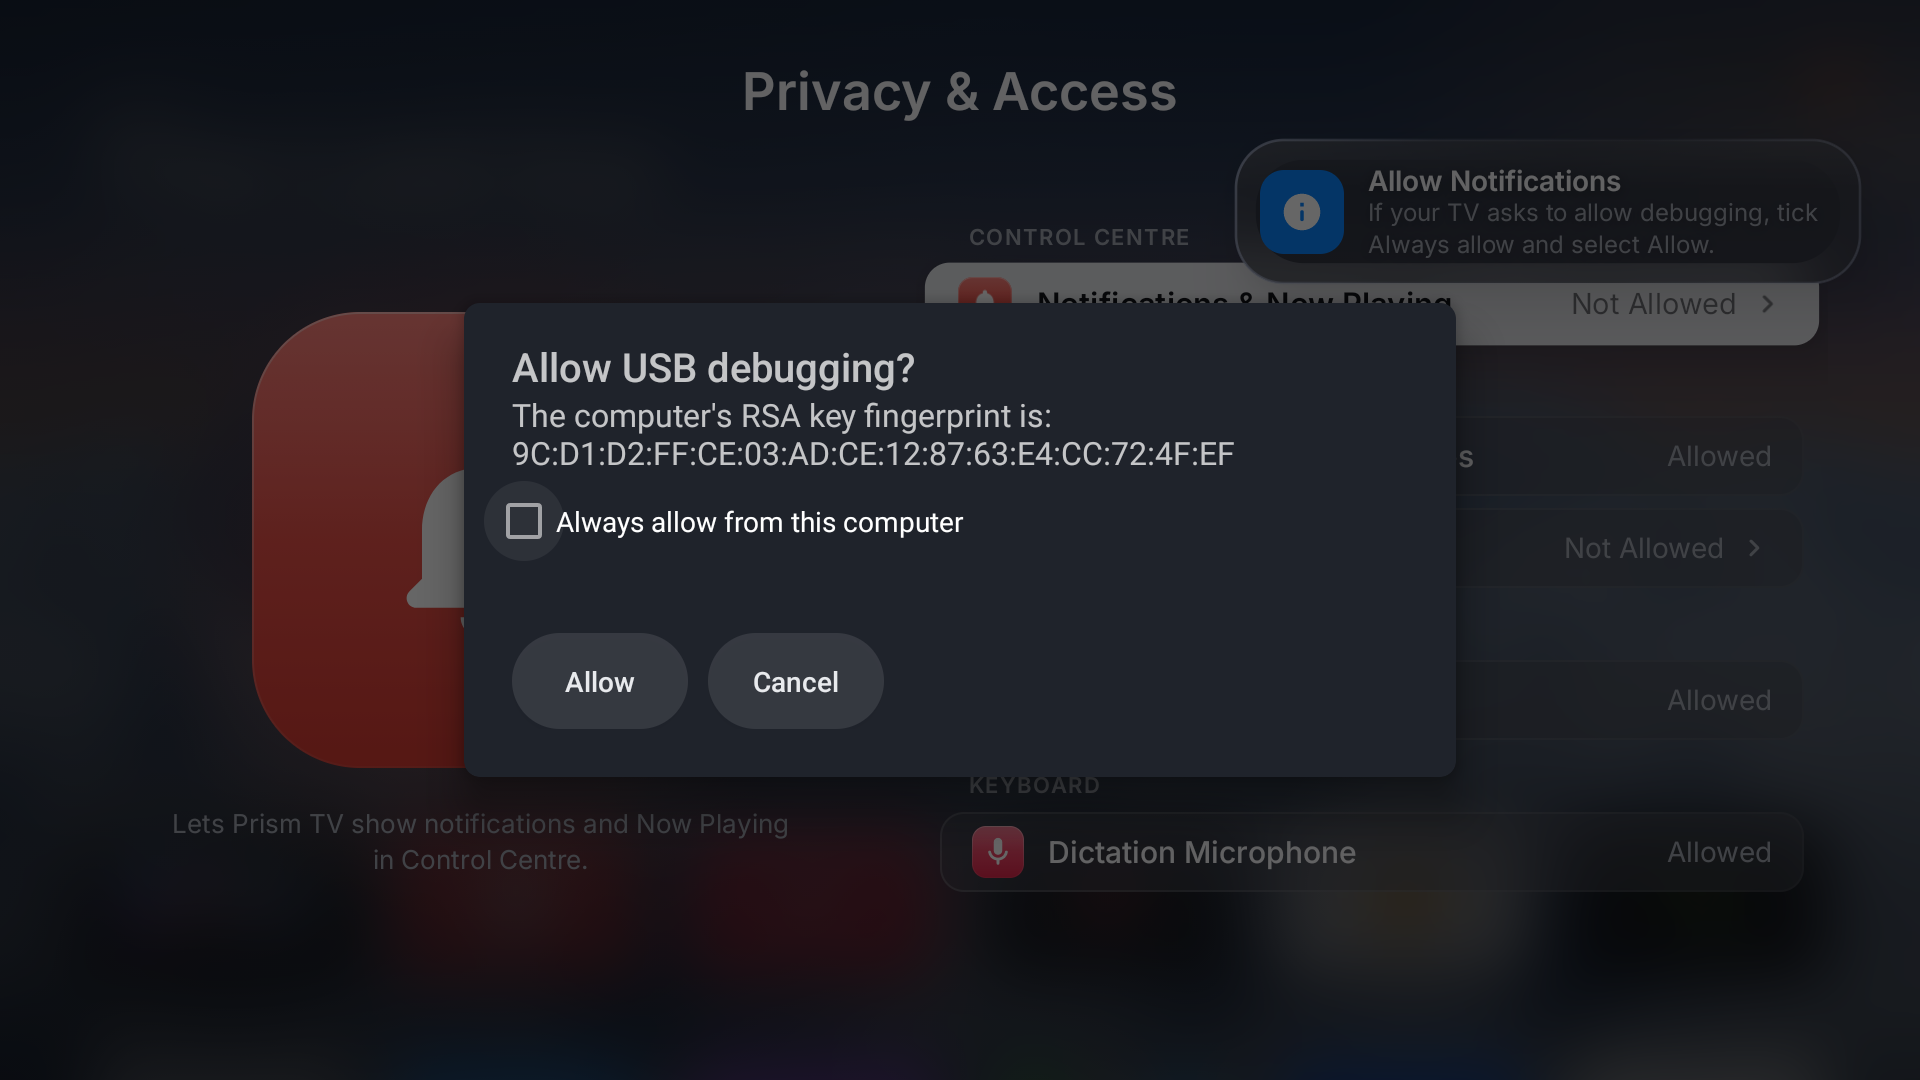 Privacy & Access
Allow Notifications
If your TV asks to allow debugging, tick
Always allow and select Allow.
CONTROL CENTRE
Notifications & Now Playing
Not Allowed
Allow USB debugging?
The computer's RSA key fingerprint is:
9C:D1:D2:FF:CE:03:AD:CE:12:87:63:E4:CC:72:4F:EF
Always allow from this computer
Allow
Cancel
s
Allowed
Not Allowed
Allowed
KEYBOARD
Dictation Microphone
Allowed
Lets Prism TV show notifications and Now Playing
in Control Centre.